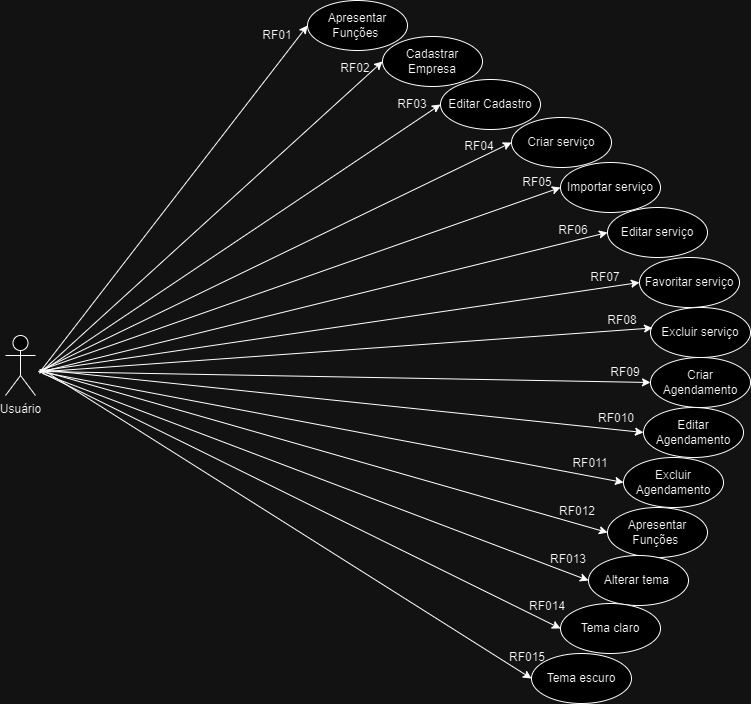 RF01
Apresentar
Funções
RF02
Cadastrar
Empresa
RF03
Editar Cadastro
RF04
Criar serviço
RF05
Importar serviço
RF06
Editar serviço
RF07
Favoritar serviço
RF08
Excluir serviço
RF09
Criar
Agendamento
RF010
Editar
Agendamento
RF011
Excluir
Agendamento
RF012
Apresentar
Funções
RF013
Alterar tema
RF014
Tema claro
RF015
Tema escuro
Usuário